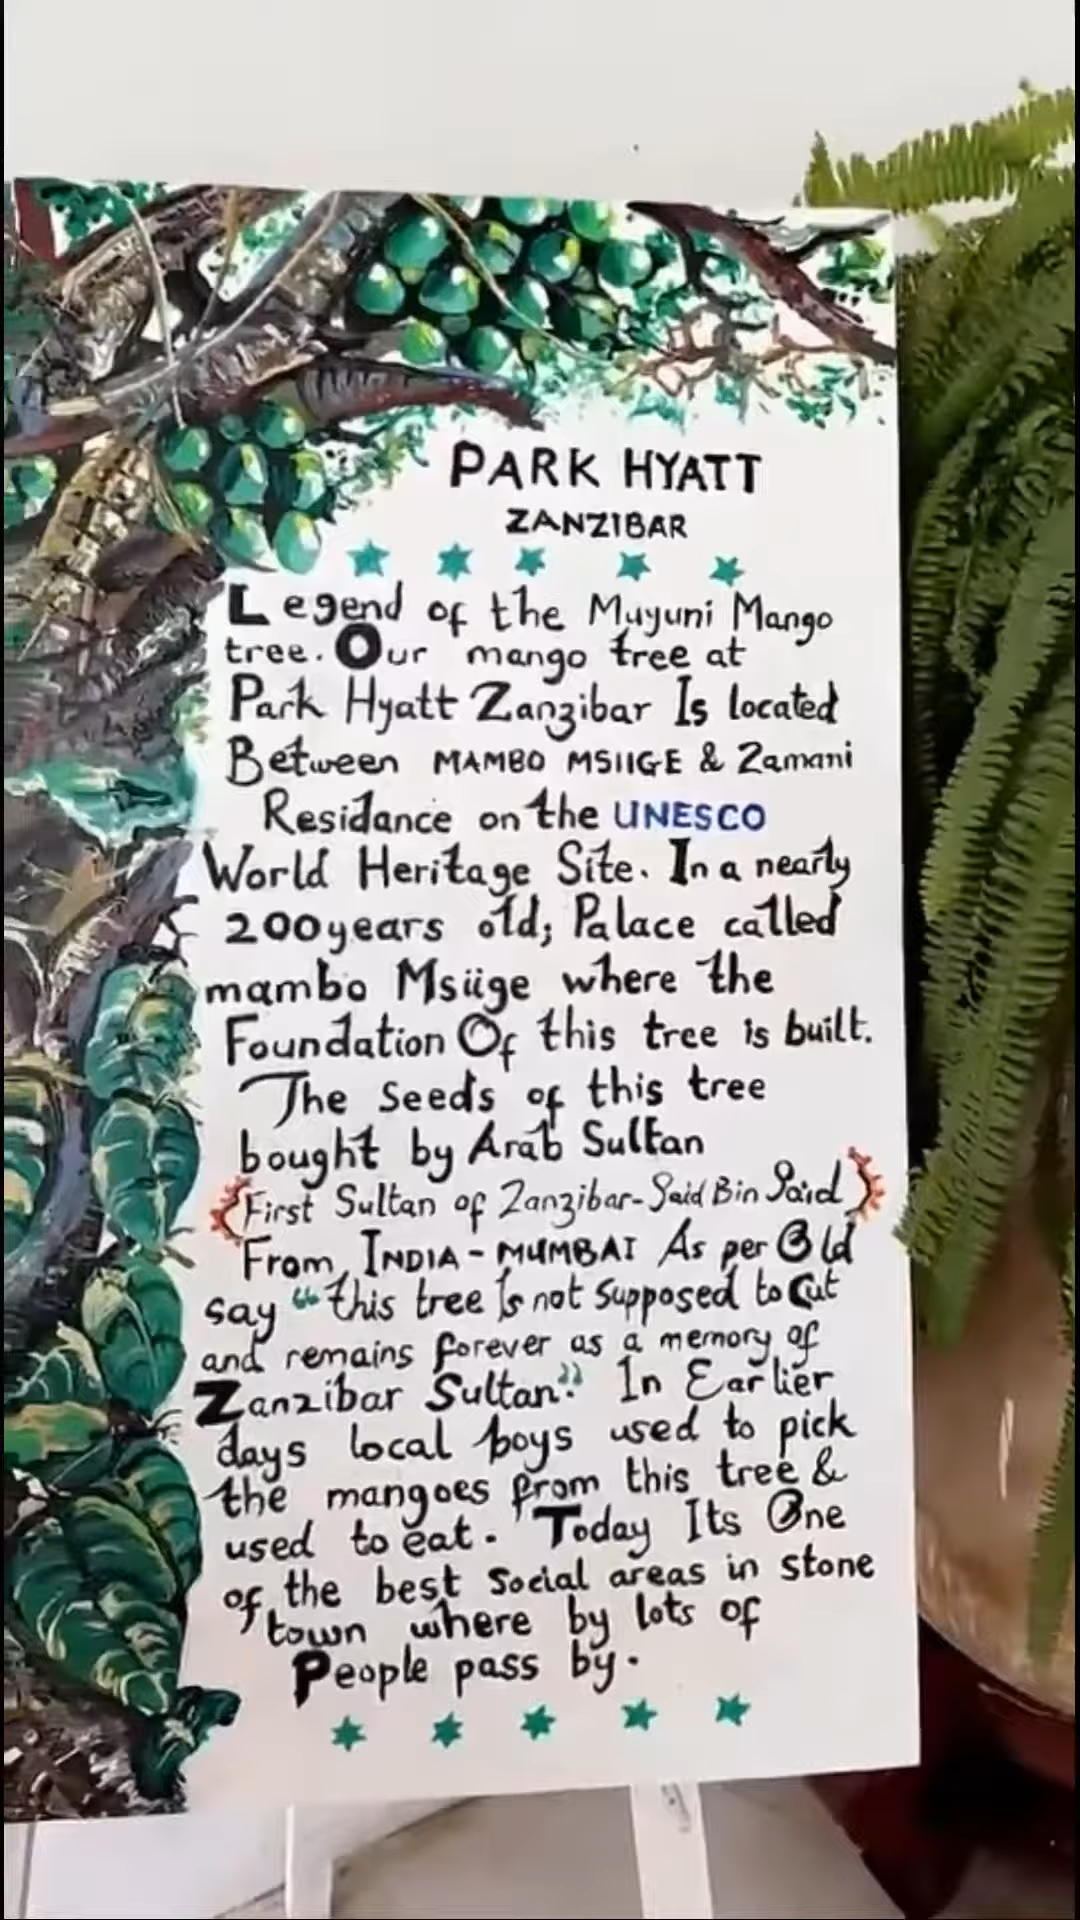 PARK HYATT
ZANZIBAR
Legend of the Muyuni Mango
tree. Our mango tree at
Park Hyatt Zanzibar Is located
Between MAMBO MSIIGE & Zamani
Residance on the UNESCO
World Heritage Site. In a nearly
200years old; Palace called
mambo Msiige where the
Foundation Of this tree is built.
The seeds of this tree
bought by Arab Sultan
(First Sultan of Zanzibar-Said Bin Said)
From INDIA - MUMBAI As per Old
say "this tree Is not supposed to cut
and remains forever as a memory of
Zanzibar Sultan." In Earlier
days local boys used to pick
the mangoes from this tree &
used to eat. Today Its One
of the best Social areas in stone
town where by lots of
People pass by.